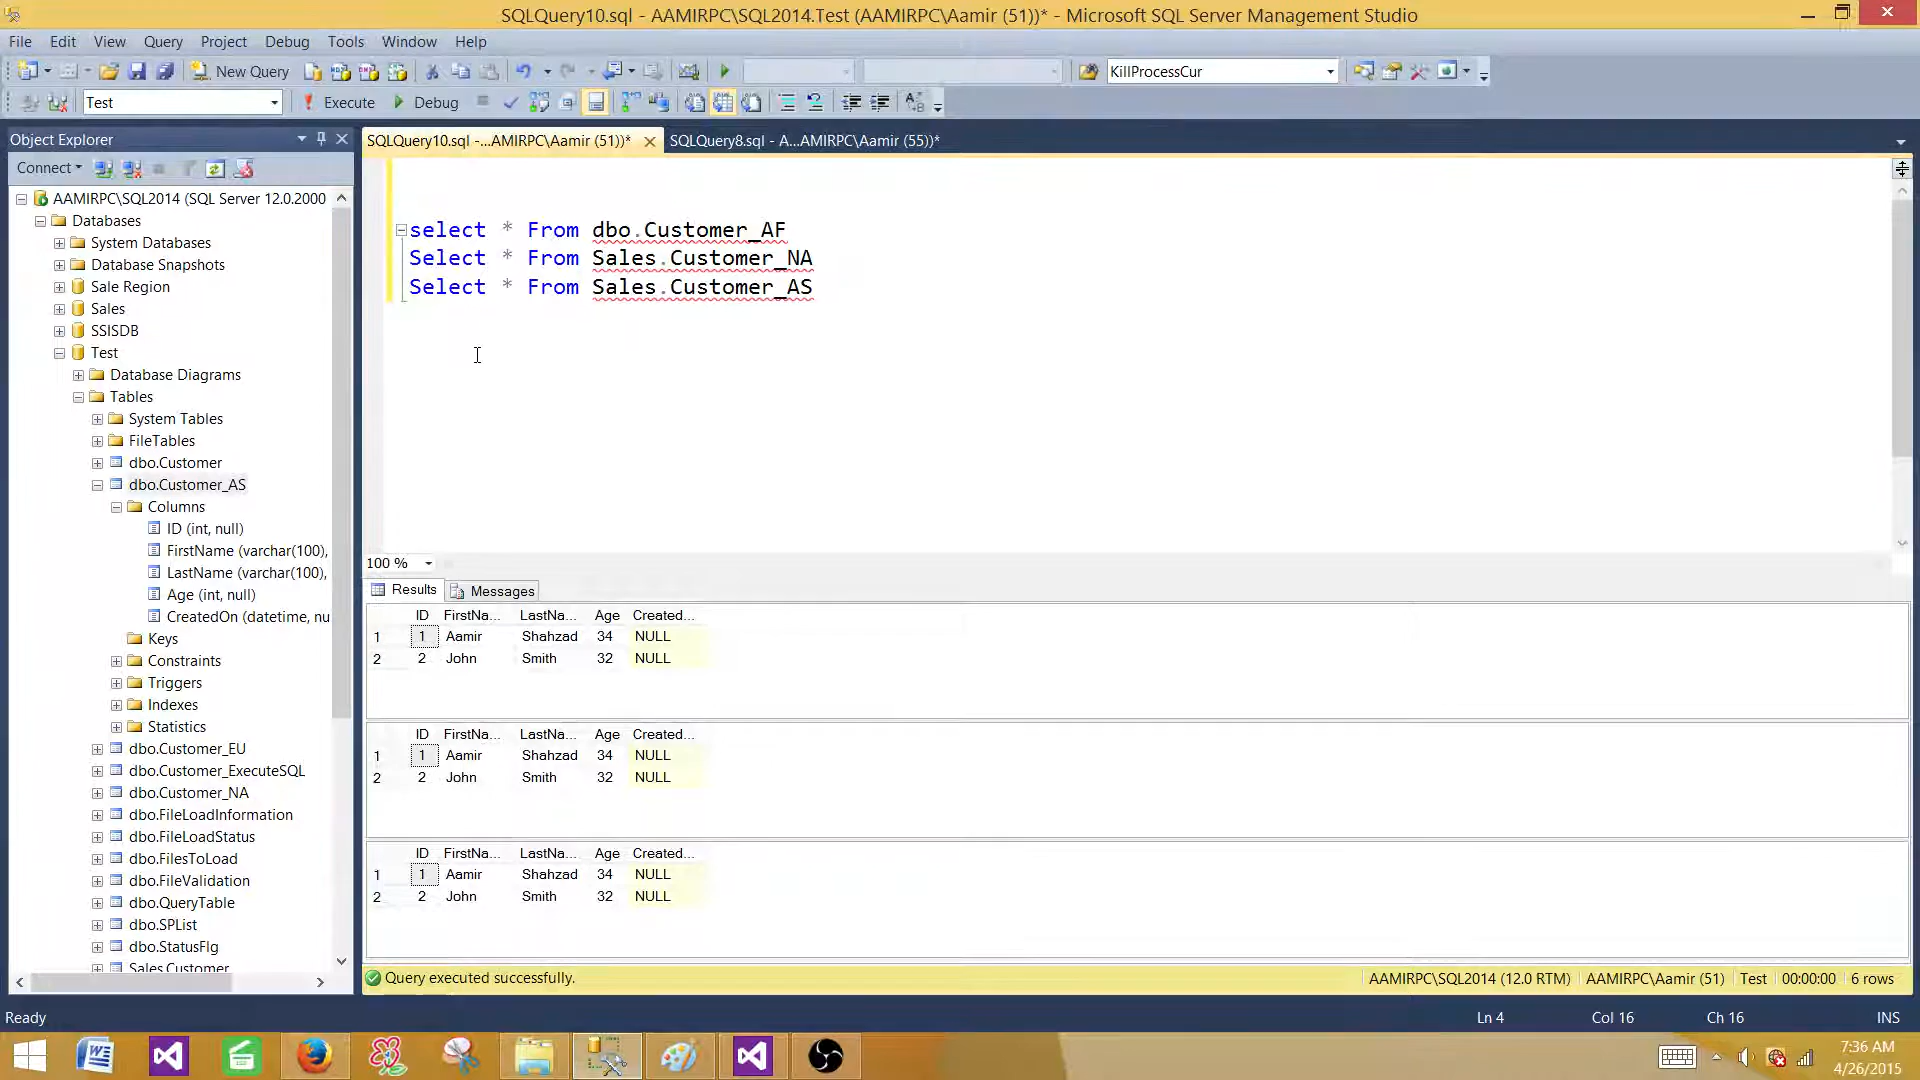 SQLQuery10.sql - AAMIRPC\SQL2014.Test (AAMIRPC\Aamir (51))* - Microsoft SQL Server Management Studio
File Edit View Query Project Debug Tools Window Help
New Query KillProcessCur
Test Execute Debug
Object Explorer
SQLQuery10.sql -...AMIRPC\Aamir (51))* SQLQuery8.sql - A...AMIRPC\Aamir (55))*
Connect
AAMIRPC\SQL2014 (SQL Server 12.0.2000
Databases
System Databases
Database Snapshots
Sale Region
Sales
SSISDB
Test
Database Diagrams
Tables
System Tables
FileTables
dbo.Customer
dbo.Customer_AS
Columns
ID (int, null)
FirstName (varchar(100),
LastName (varchar(100),
Age (int, null)
CreatedOn (datetime, nu
Keys
Constraints
Triggers
Indexes
Statistics
dbo.Customer_EU
dbo.Customer_ExecuteSQL
dbo.Customer_NA
dbo.FileLoadInformation
dbo.FileLoadStatus
dbo.FilesToLoad
dbo.FileValidation
dbo.QueryTable
dbo.SPList
dbo.StatusFlg
Sales.Customer
select * From dbo.Customer_AF
Select * From Sales.Customer_NA
Select * From Sales.Customer_AS
100 %
Results Messages
ID FirstNa... LastNa... Age Created...
1 1 Aamir Shahzad 34 NULL
2 2 John Smith 32 NULL
ID FirstNa... LastNa... Age Created...
1 1 Aamir Shahzad 34 NULL
2 2 John Smith 32 NULL
ID FirstNa... LastNa... Age Created...
1 1 Aamir Shahzad 34 NULL
2 2 John Smith 32 NULL
Query executed successfully. AAMIRPC\SQL2014 (12.0 RTM) AAMIRPC\Aamir (51) Test 00:00:00 6 rows
Ready Ln 4 Col 16 Ch 16 INS
7:36 AM
4/26/2015